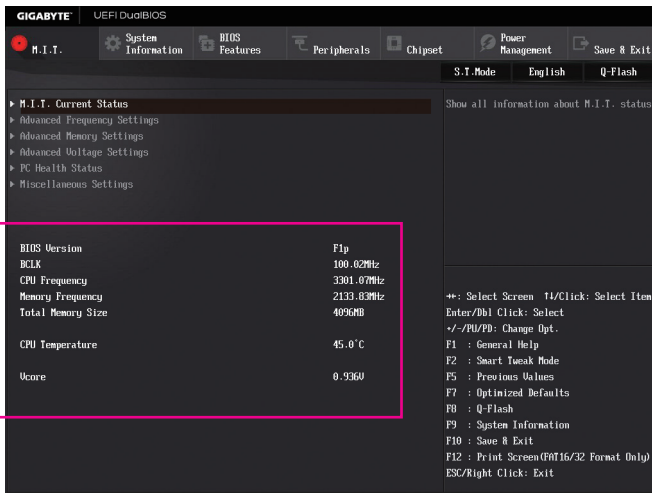 GIGABYTE™ UEFI DualBIOS
M.I.T.
System Information
BIOS Features
Peripherals
Chipset
Power Management
Save & Exit
S.T.Mode English Q-Flash
M.I.T. Current Status
Advanced Frequency Settings
Advanced Memory Settings
Advanced Voltage Settings
PC Health Status
Miscellaneous Settings
Show all information about M.I.T. status
BIOS Version F1p
BCLK 100.02MHz
CPU Frequency 3301.07MHz
Memory Frequency 2133.83MHz
Total Memory Size 4096MB
CPU Temperature 45.0°C
Vcore 0.936V
→←: Select Screen ↑↓/Click: Select Item
Enter/Dbl Click: Select
+/-/PU/PD: Change Opt.
F1 : General Help
F2 : Smart Tweak Mode
F5 : Previous Values
F7 : Optimized Defaults
F8 : Q-Flash
F9 : System Information
F10 : Save & Exit
F12 : Print Screen(FAT16/32 Format Only)
ESC/Right Click: Exit